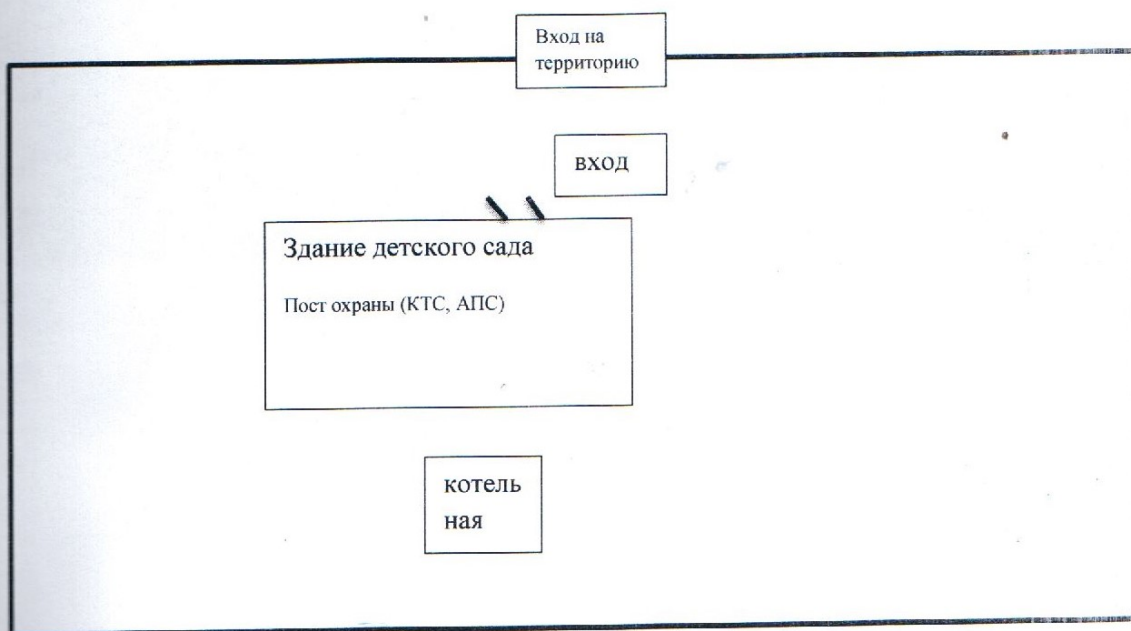 Вход на
территорию
вход
Здание детского сада
Пост охраны (КТС, АПС)
котель
ная